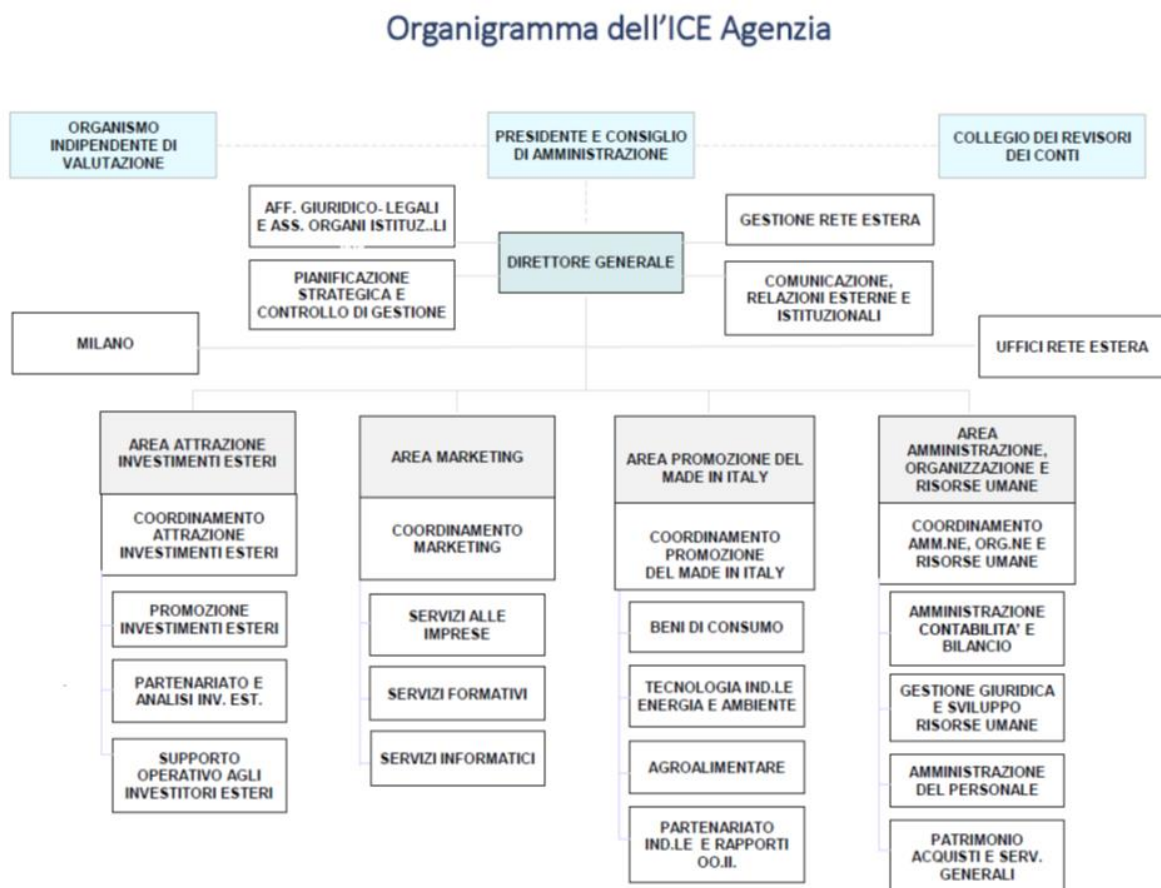 Organigramma dell'ICE Agenzia
ORGANISMO
INDIPENDENTE DI
VALUTAZIONE
PRESIDENTE E CONSIGLIO
DI AMMINISTRAZIONE
COLLEGIO DEI REVISORI
DEI CONTI
AFF. GIURIDICO- LEGALI
E ASS. ORGANI ISTITUZ..LI
GESTIONE RETE ESTERA
DIRETTORE GENERALE
PIANIFICAZIONE
STRATEGICA E
CONTROLLO DI GESTIONE
COMUNICAZIONE,
RELAZIONI ESTERNE E
ISTITUZIONALI
MILANO
UFFICI RETE ESTERA
AREA ATTRAZIONE
INVESTIMENTI ESTERI
COORDINAMENTO
ATTRAZIONE
INVESTIMENTI ESTERI
PROMOZIONE
INVESTIMENTI ESTERI
PARTENARIATO E
ANALISI INV. EST.
SUPPORTO
OPERATIVO AGLI
INVESTITORI ESTERI
AREA MARKETING
COORDINAMENTO
MARKETING
SERVIZI ALLE
IMPRESE
SERVIZI FORMATIVI
SERVIZI INFORMATICI
AREA PROMOZIONE DEL
MADE IN ITALY
COORDINAMENTO
PROMOZIONE
DEL MADE IN ITALY
BENI DI CONSUMO
TECNOLOGIA IND.LE
ENERGIA E AMBIENTE
AGROALIMENTARE
PARTENARIATO
IND.LE E RAPPORTI
OO.II.
AREA
AMMINISTRAZIONE,
ORGANIZZAZIONE E
RISORSE UMANE
COORDINAMENTO
AMM.NE, ORG.NE E
RISORSE UMANE
AMMINISTRAZIONE
CONTABILITA' E
BILANCIO
GESTIONE GIURIDICA
E SVILUPPO
RISORSE UMANE
AMMINISTRAZIONE
DEL PERSONALE
PATRIMONIO
ACQUISTI E SERV.
GENERALI